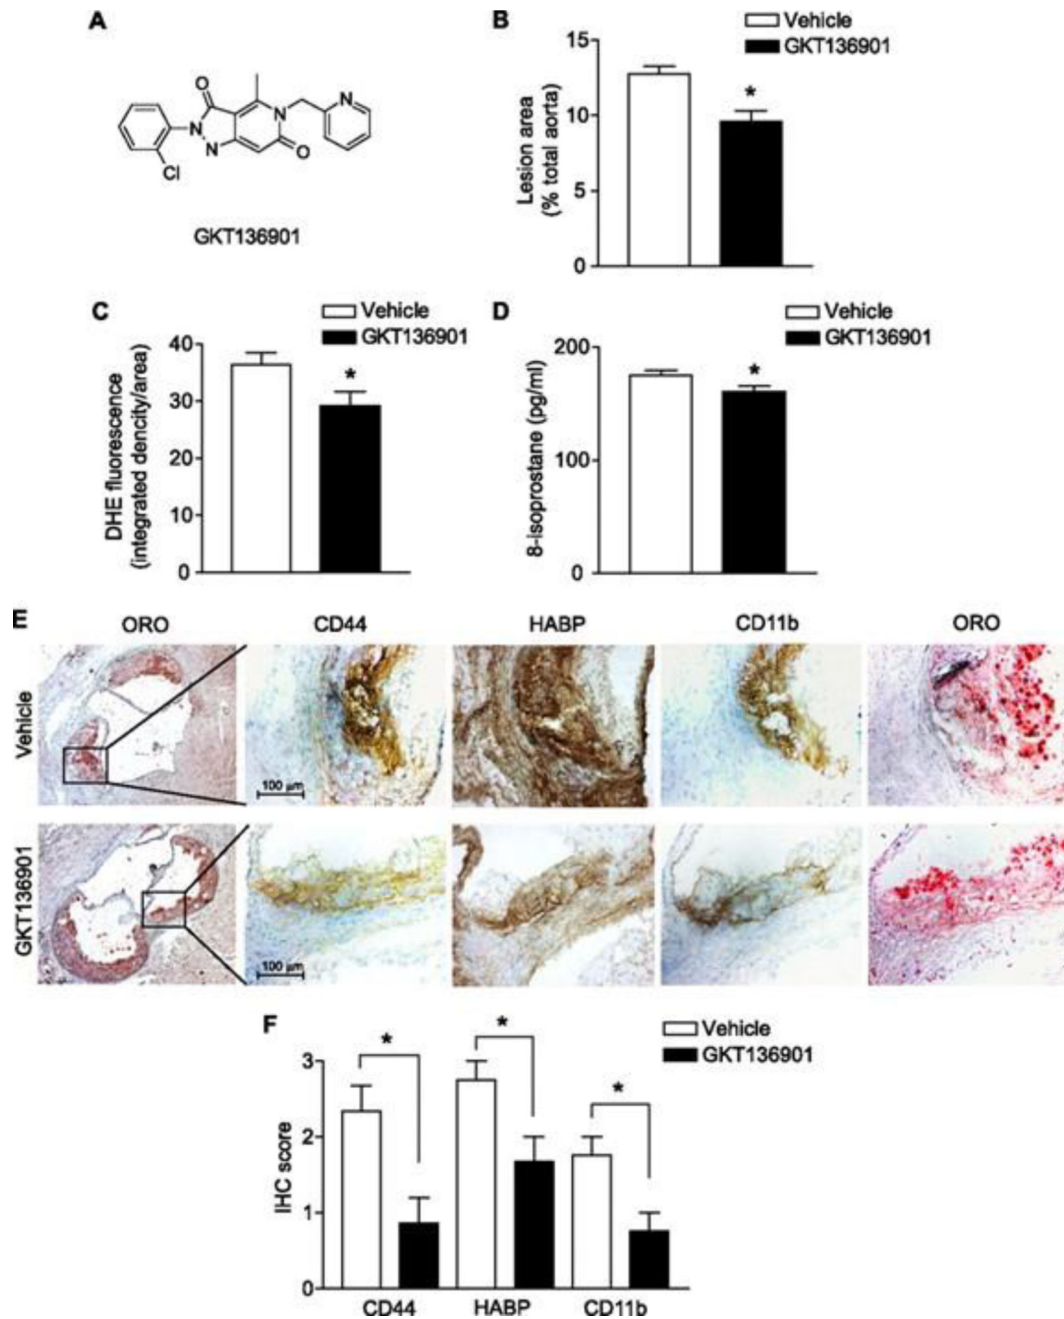 A
O
N
N
N
N
Cl
O
GKT136901
B
Vehicle
GKT136901
Lesion area
(% total aorta)
15
10
5
0
*
C
Vehicle
GKT136901
DHE fluorescence
(integrated dencity/area)
40
30
20
10
0
*
D
Vehicle
GKT136901
8-isoprostane (pg/ml)
200
100
0
*
E
ORO CD44 HABP CD11b ORO
Vehicle
100 µm
GKT136901
100 µm
F
Vehicle
GKT136901
IHC score
3
2
1
0
* * *
CD44 HABP CD11b